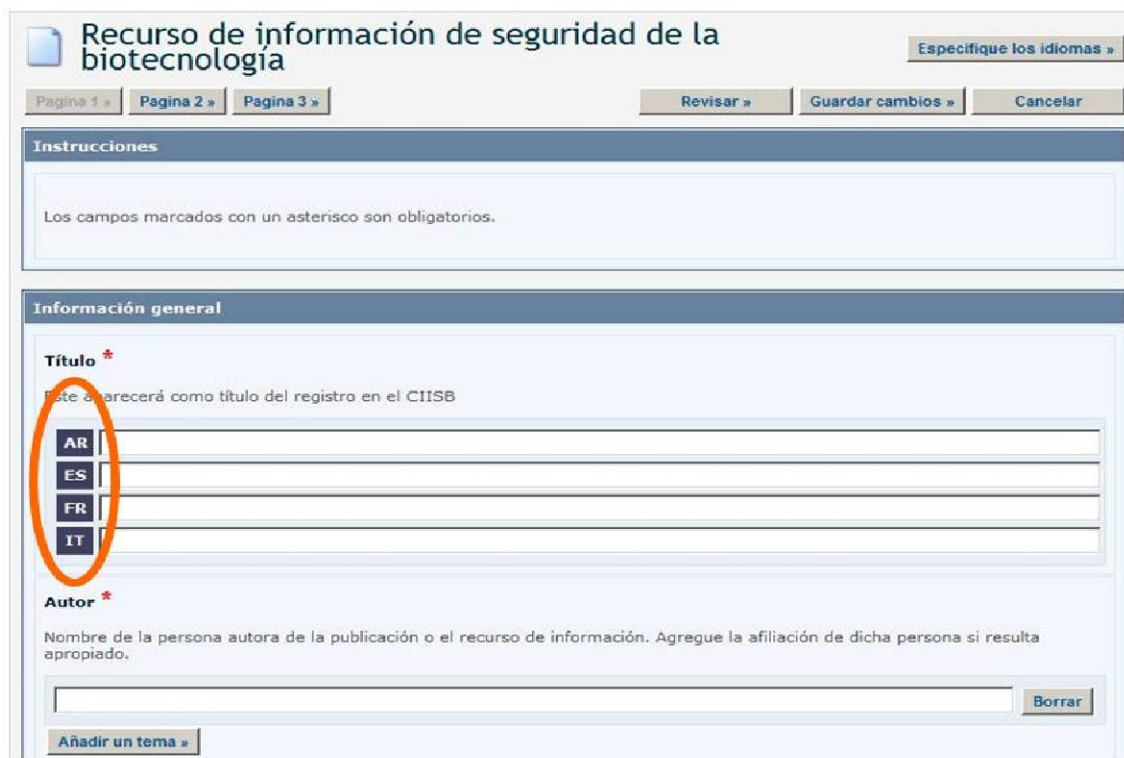 Recurso de información de seguridad de la
biotecnología
Especifique los idiomas »
Pagina 1 » Pagina 2 » Pagina 3 » Revisar » Guardar cambios » Cancelar
Instrucciones
Los campos marcados con un asterisco son obligatorios.
Información general
Título *
Este aparecerá como título del registro en el CIISB
AR
ES
FR
IT
Autor *
Nombre de la persona autora de la publicación o el recurso de información. Agregue la afiliación de dicha persona si resulta
apropiado.
Borrar
Añadir un tema »